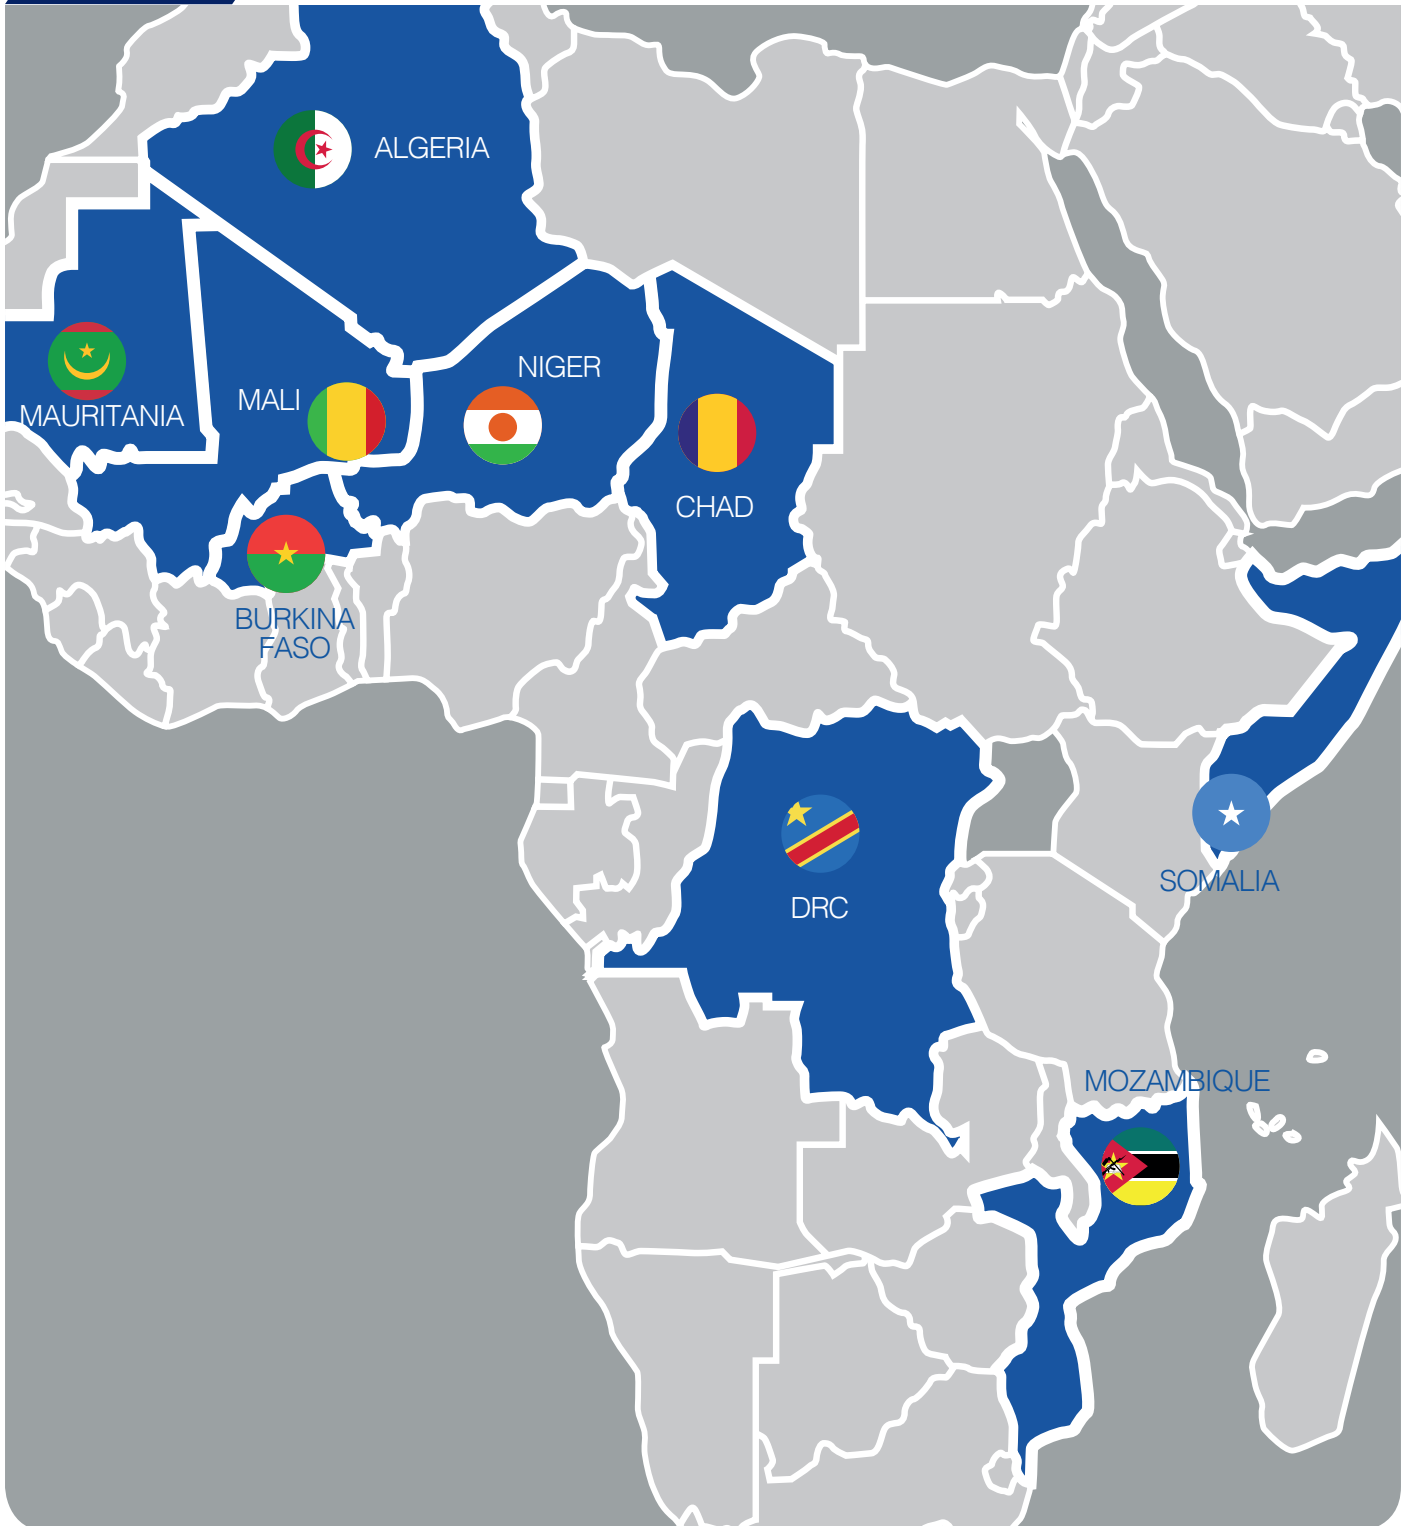 ALGERIA
NIGER
MALI
MAURITANIA
CHAD
BURKINA
FASO
SOMALIA
DRC
MOZAMBIQUE